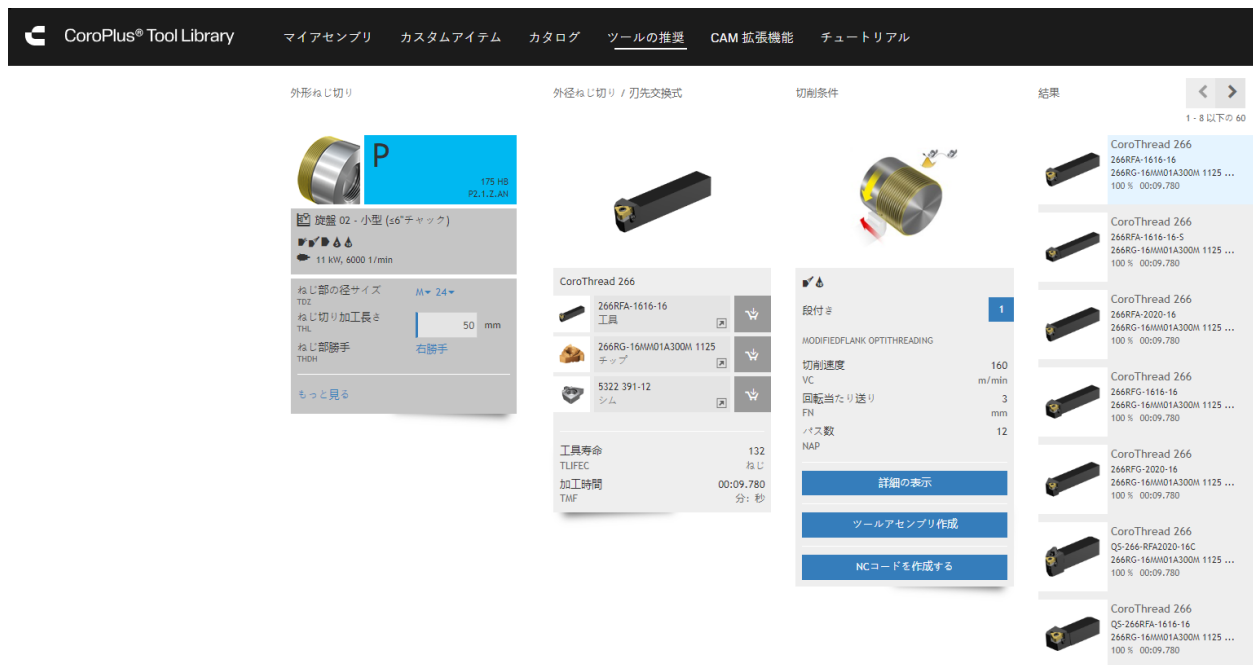 CoroPlus® Tool Library
マイアセンブリ
カスタムアイテム
カタログ
ツールの推奨
CAM 拡張機能
チュートリアル
外形ねじ切り
P
175 HB
P2.1.Z.AN
旋盤 02 - 小型 (≤6"チャック)
11 kW, 6000 1/min
ねじ部の径サイズ M 24
TDZ
ねじ切り加工長さ 50 mm
THL
ねじ部勝手 右勝手
THDH
もっと見る
外径ねじ切り / 刃先交換式
CoroThread 266
266RFA-1616-16
工具
266RG-16MM01A300M 1125
チップ
5322 391-12
シム
工具寿命 132
TLIFEC ねじ
加工時間 00:09.780
TMF 分: 秒
切削条件
段付き 1
MODIFIEDFLANK OPTITHREADING
切削速度 160
VC m/min
回転当たり送り 3
FN mm
パス数 12
NAP
詳細の表示
ツールアセンブリ作成
NCコードを作成する
結果
1 - 8 以下の 60
CoroThread 266
266RFA-1616-16
266RG-16MM01A300M 1125 ...
100 % 00:09.780
CoroThread 266
266RFA-1616-16-S
266RG-16MM01A300M 1125 ...
100 % 00:09.780
CoroThread 266
266RFA-2020-16
266RG-16MM01A300M 1125 ...
100 % 00:09.780
CoroThread 266
266RFG-1616-16
266RG-16MM01A300M 1125 ...
100 % 00:09.780
CoroThread 266
266RFG-2020-16
266RG-16MM01A300M 1125 ...
100 % 00:09.780
CoroThread 266
QS-266-RFA2020-16C
266RG-16MM01A300M 1125 ...
100 % 00:09.780
CoroThread 266
QS-266RFA-1616-16
266RG-16MM01A300M 1125 ...
100 % 00:09.780